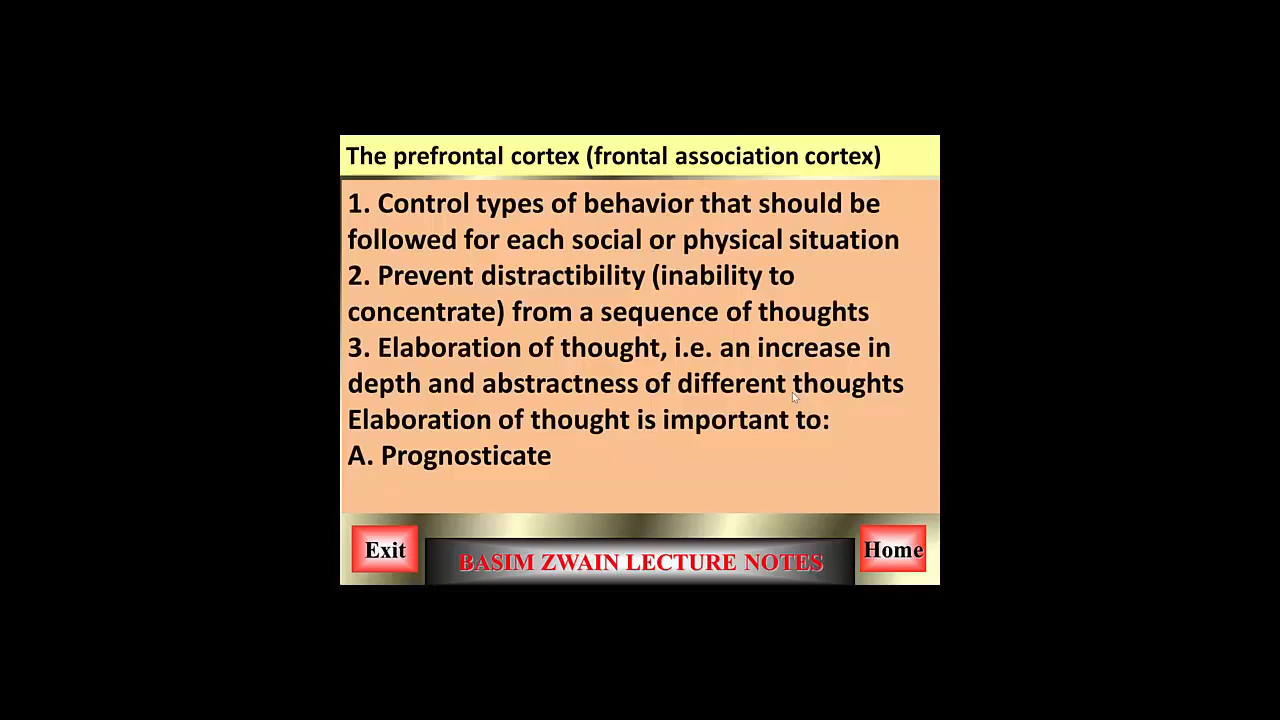 The prefrontal cortex (frontal association cortex)
1. Control types of behavior that should be
followed for each social or physical situation
2. Prevent distractibility (inability to
concentrate) from a sequence of thoughts
3. Elaboration of thought, i.e. an increase in
depth and abstractness of different thoughts
Elaboration of thought is important to:
A. Prognosticate
Exit
BASIM ZWAIN LECTURE NOTES
Home